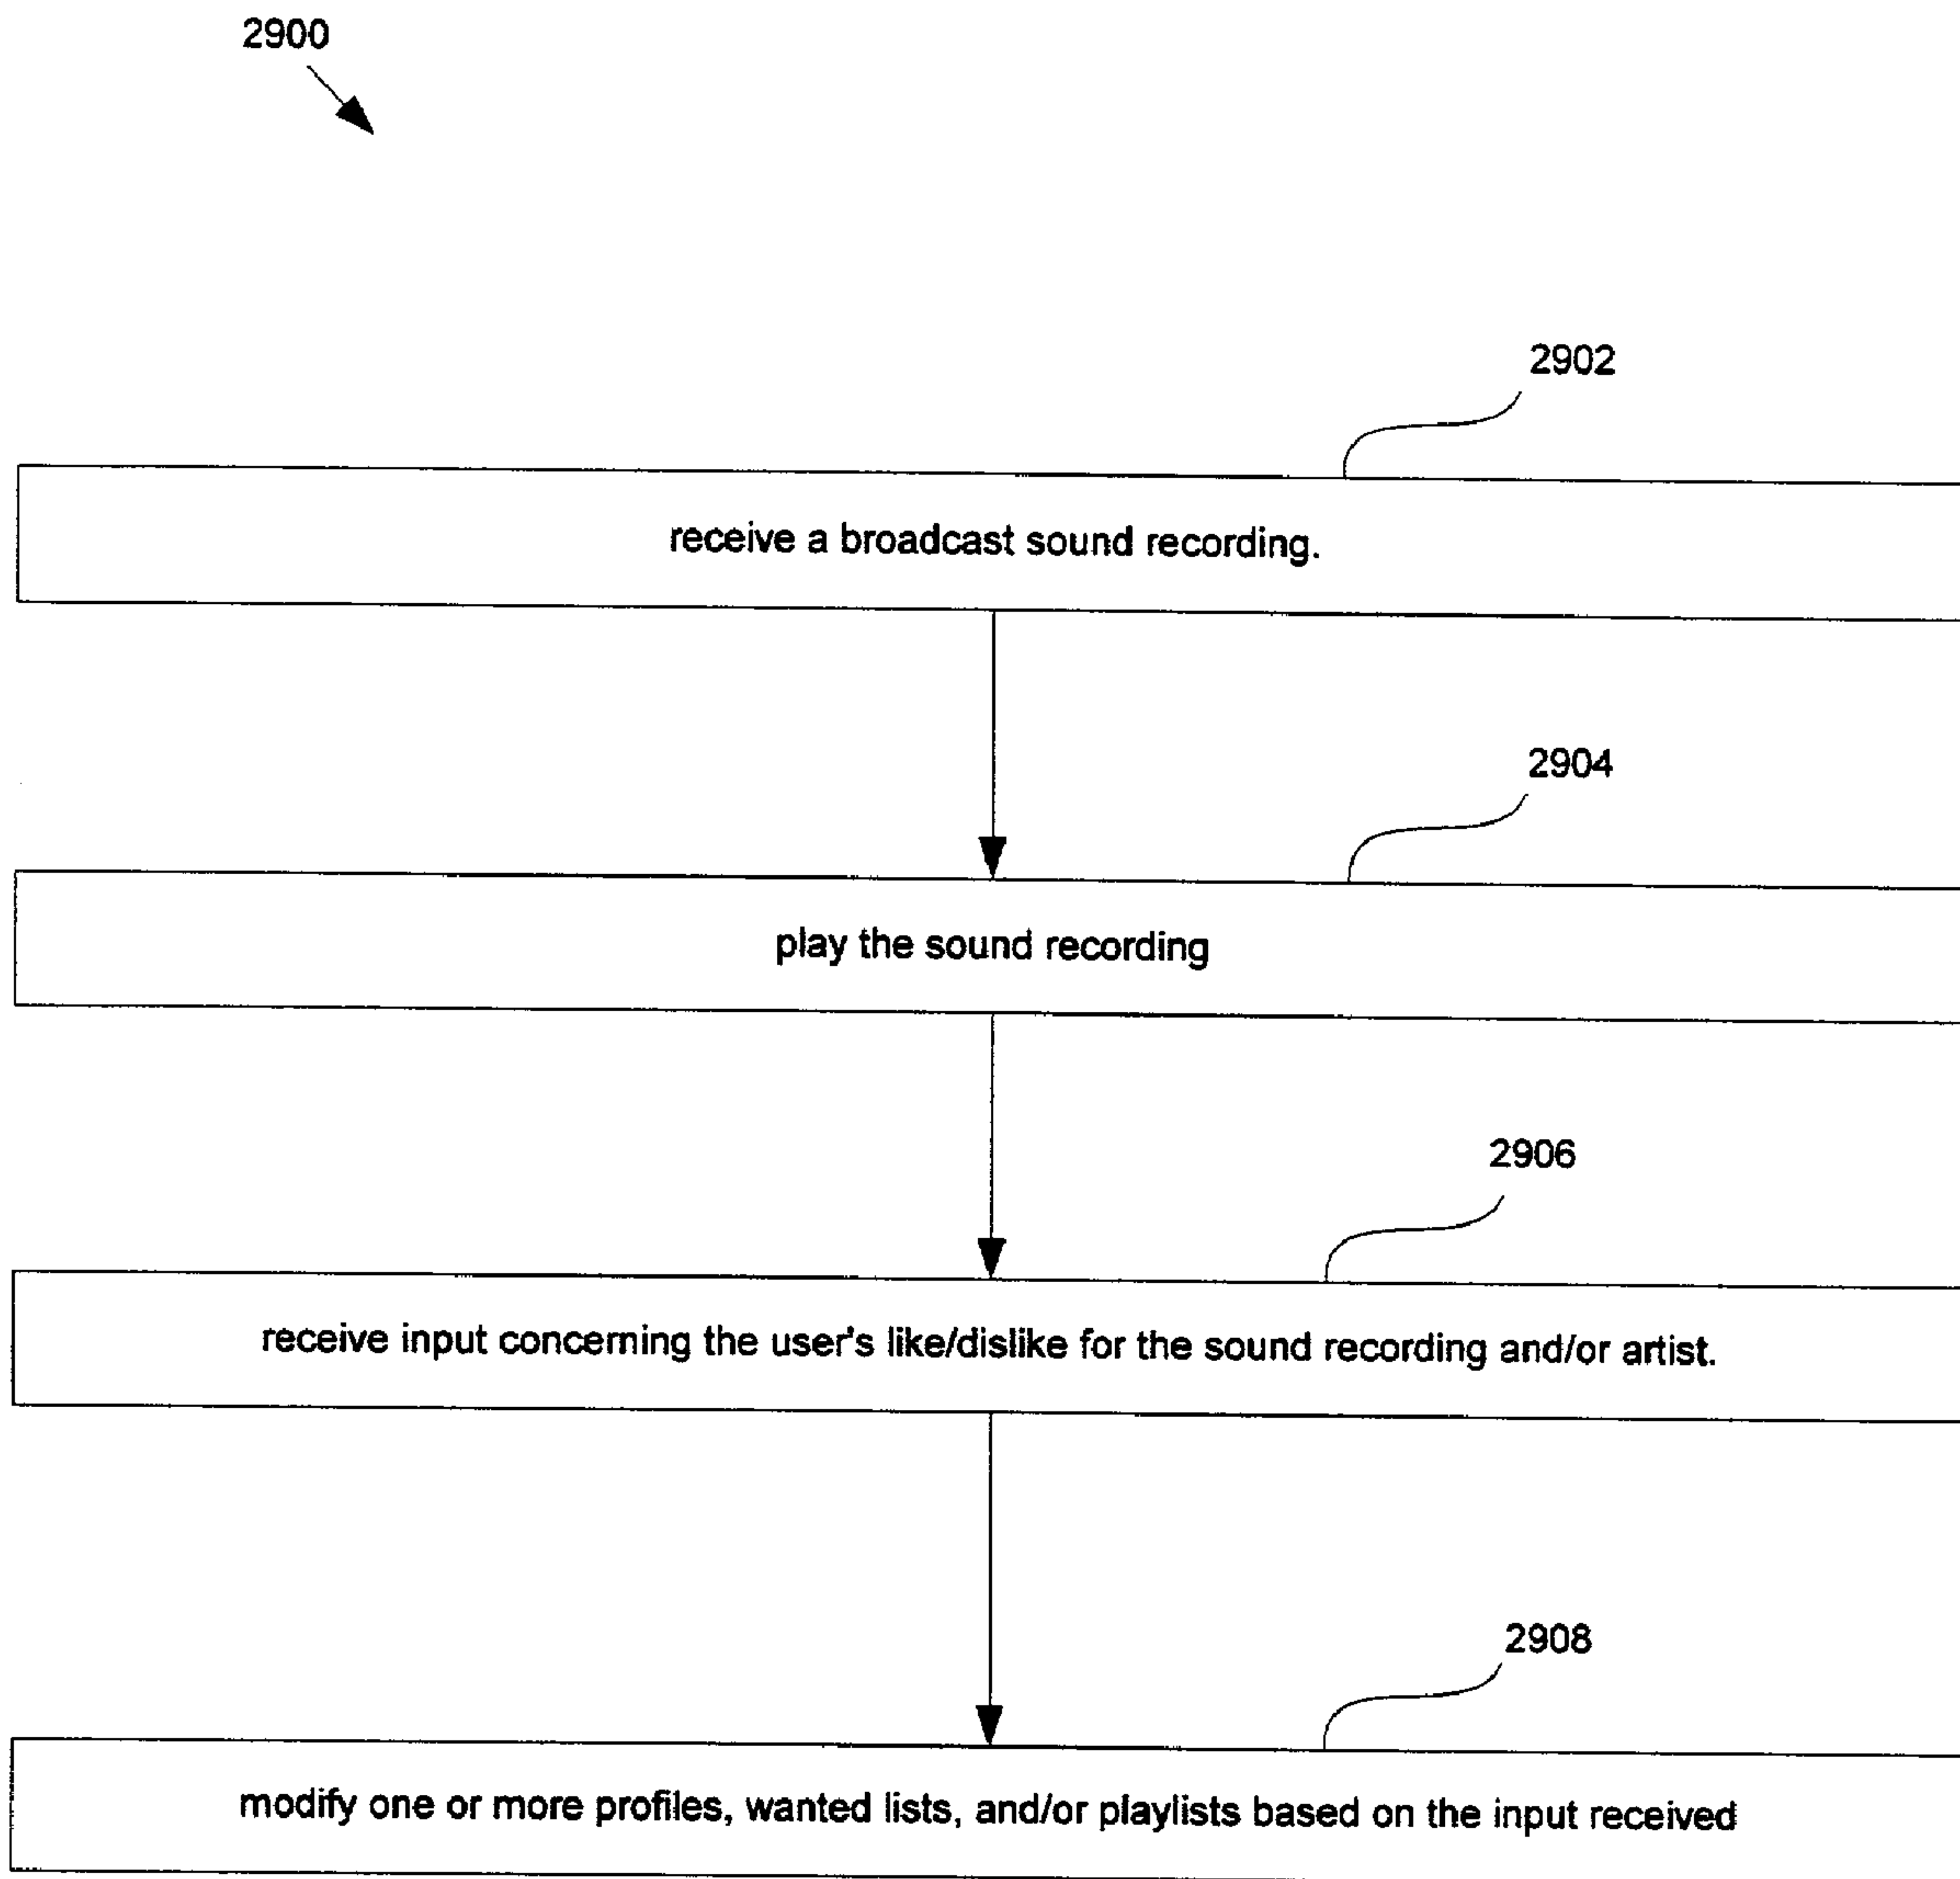 2900
2902
receive a broadcast sound recording.
2904
play the sound recording
2906
receive input concerning the user's like/dislike for the sound recording and/or artist.
2908
modify one or more profiles, wanted lists, and/or playlists based on the input received